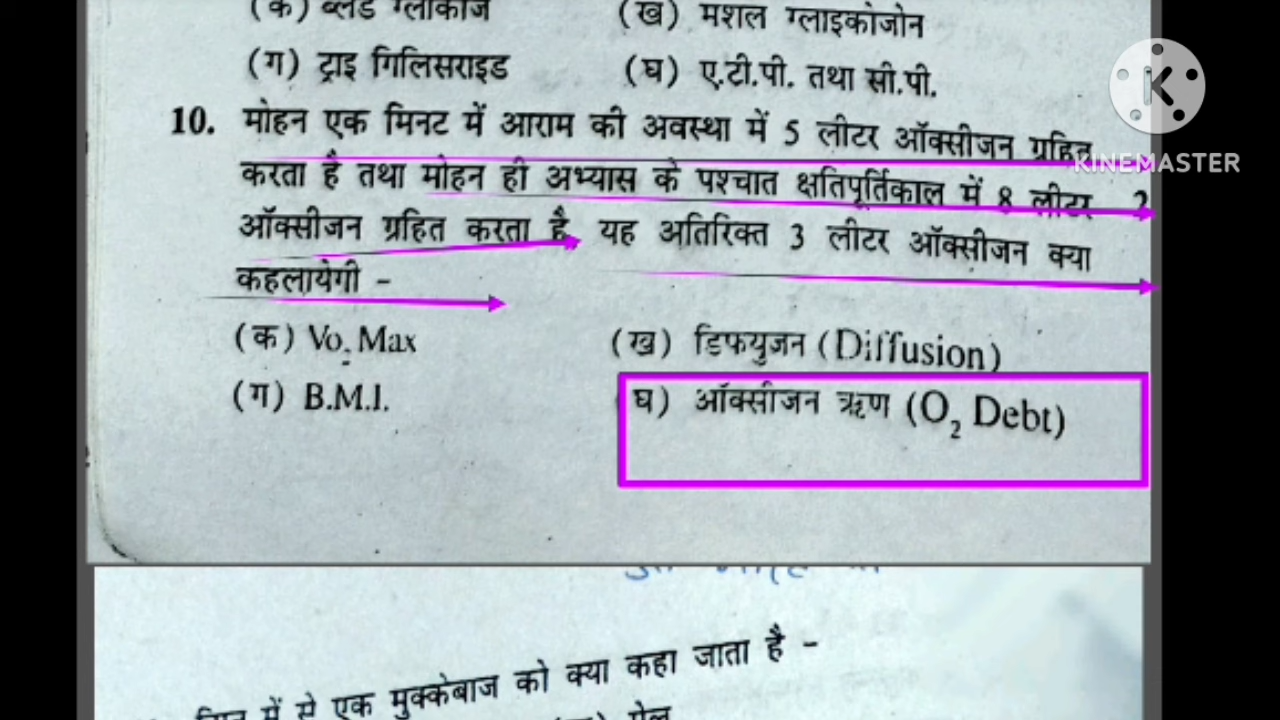 (क) ब्लड ग्लाकोज (ख) मशल ग्लाइकोजोन
(ग) ट्राइ गिलिसराइड (घ) ए.टी.पी. तथा सी.पी.
10. मोहन एक मिनट में आराम की अवस्था में 5 लीटर ऑक्सीजन ग्रहित
करता है तथा मोहन ही अभ्यास के पश्चात क्षतिपूर्तिकाल में 8 लीटर
ऑक्सीजन ग्रहित करता है, यह अतिरिक्त 3 लीटर ऑक्सीजन क्या
कहलायेगी -
(क) Vo₂ Max (ख) डिफयुजन (Diffusion)
(ग) B.M.I. घ) ऑक्सीजन ऋण (O₂ Debt)
में से एक मुक्केबाज को क्या कहा जाता है -
KINEMASTER